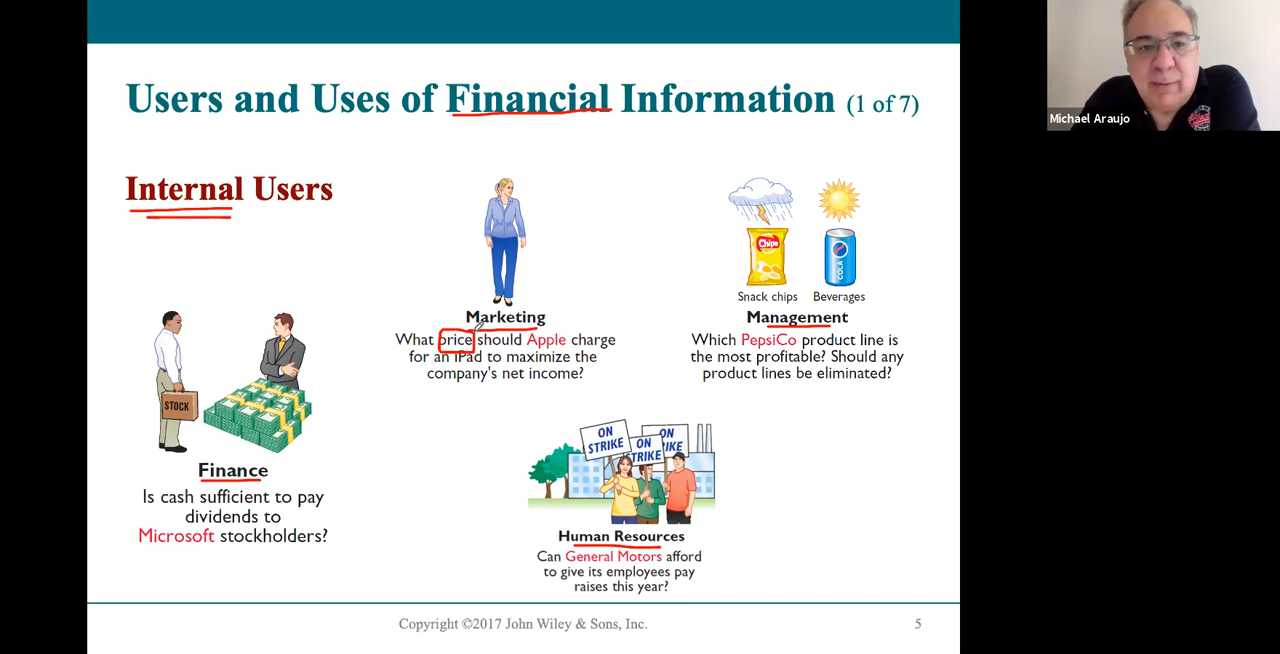 Users and Uses of Financial Information (1 of 7)
Michael Araujo
Internal Users
Chips
COLA
Snack chips Beverages
Marketing
What price should Apple charge
for an iPad to maximize the
company's net income?
Management
Which PepsiCo product line is
the most profitable? Should any
product lines be eliminated?
STOCK
Finance
Is cash sufficient to pay
dividends to
Microsoft stockholders?
ON
STRIKE
ON
STRIKE
ON
IKE
Human Resources
Can General Motors afford
to give its employees pay
raises this year?
Copyright ©2017 John Wiley & Sons, Inc.
5